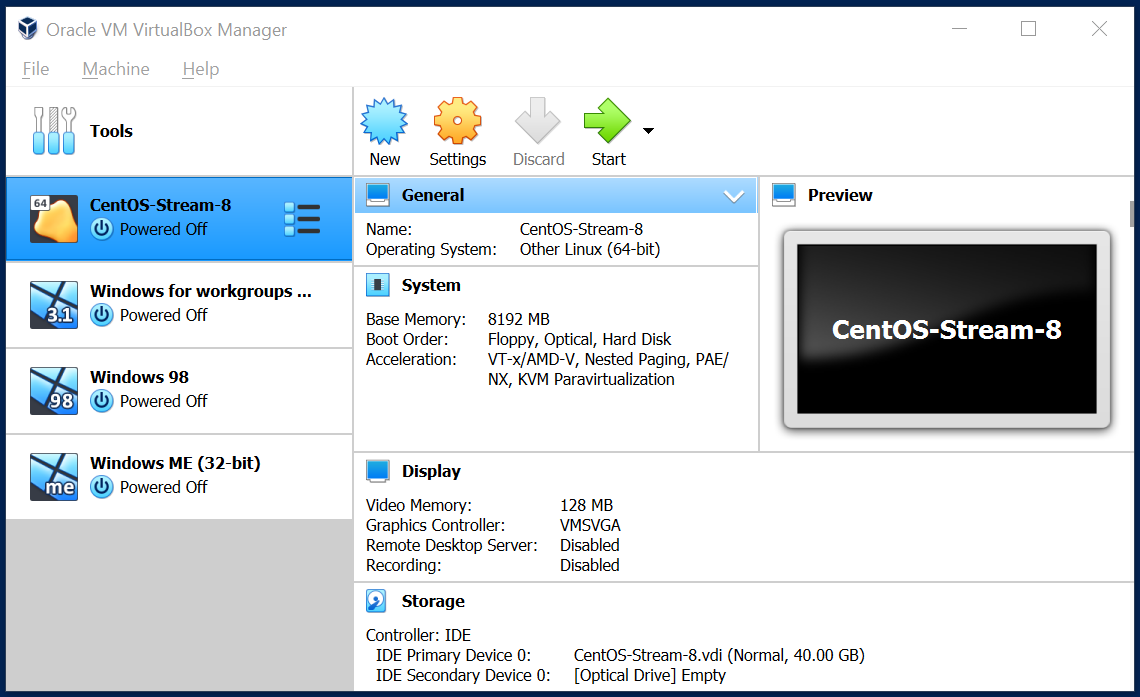 Oracle VM VirtualBox Manager
File Machine Help
Tools
New Settings Discard Start
64
CentOS-Stream-8
Powered Off
3.1
Windows for workgroups ...
Powered Off
98
Windows 98
Powered Off
me
Windows ME (32-bit)
Powered Off
General
Name: CentOS-Stream-8
Operating System: Other Linux (64-bit)
System
Base Memory: 8192 MB
Boot Order: Floppy, Optical, Hard Disk
Acceleration: VT-x/AMD-V, Nested Paging, PAE/
NX, KVM Paravirtualization
Preview
CentOS-Stream-8
Display
Video Memory: 128 MB
Graphics Controller: VMSVGA
Remote Desktop Server: Disabled
Recording: Disabled
Storage
Controller: IDE
IDE Primary Device 0: CentOS-Stream-8.vdi (Normal, 40.00 GB)
IDE Secondary Device 0: [Optical Drive] Empty